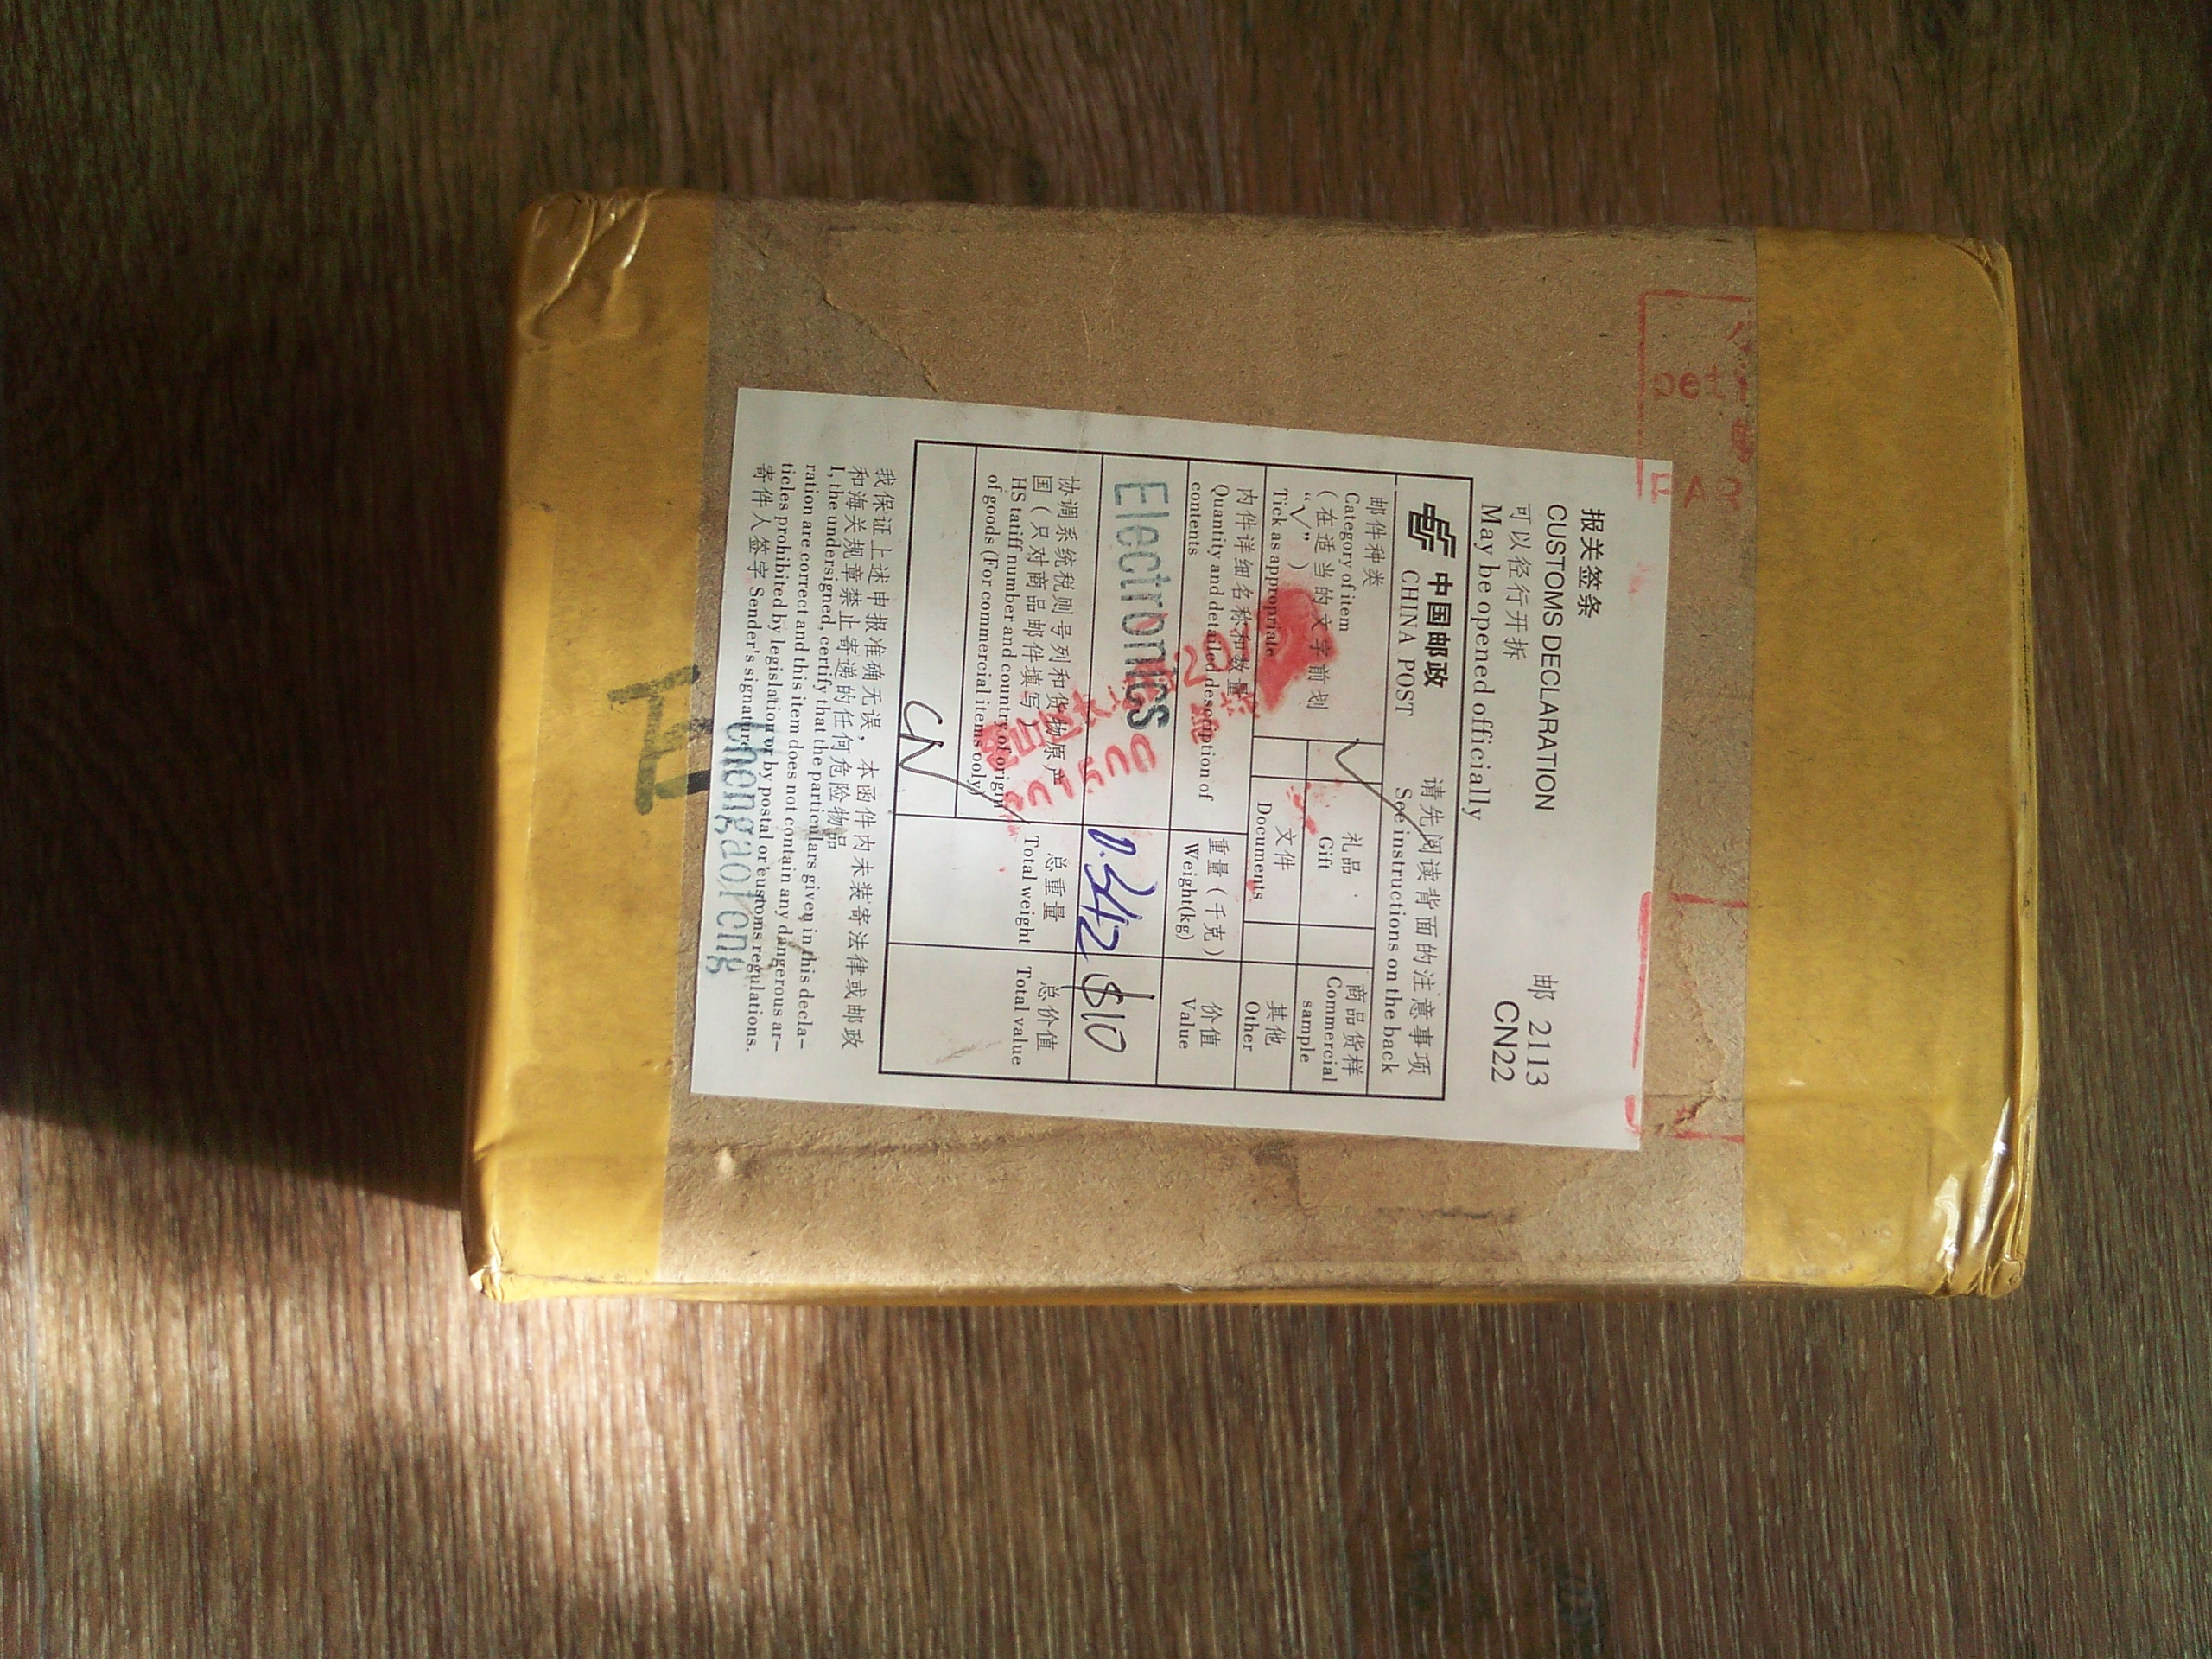 报关签条
CUSTOMS DECLARATION
可以径行开拆
May be opened officially
邮 2113
CN22
中国邮政
CHINA POST
请先阅读背面的注意事项
See instructions on the back
邮件种类
Category of item
(在适当的文字前划
“√”)
Tick as appropriate
礼品
Gift
商品货样
Commercial
sample
文件
Documents
其他
Other
内件详细名称和数量
Quantity and detailed description of
contents
重量(千克)
Weight(kg)
价值
Value
Electronics
0.342
$10
协调系统税则号列和货物原产
国(只对商品邮件填写)
HS tatiff number and country of origin
of goods (For commercial items only)
总重量
Total weight
总价值
Total value
CN
我保证上述申报准确无误,本函件内未装寄法律或邮政
和海关规章禁止寄递的任何危险物品
I, the undersigned, certify that the particulars given in this decla-
ration are correct and this item does not contain any dangerous ar-
ticles prohibited by legislation or by postal or customs regulations.
寄件人签字 Sender's signature
zhongaofeng
E
PAR